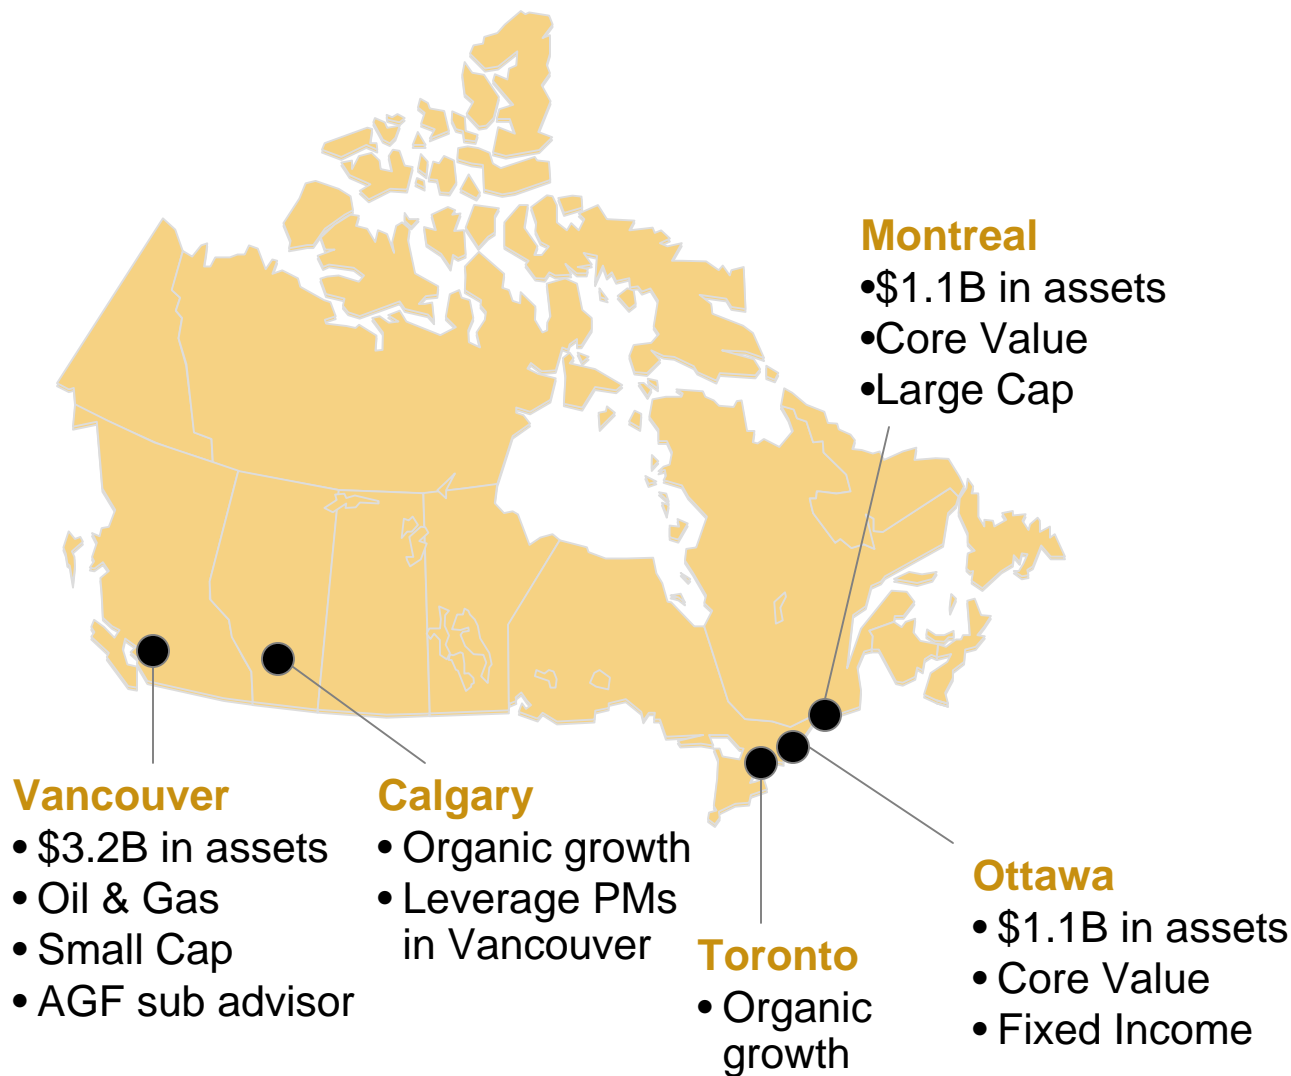 Montreal
•$1.1B in assets
•Core Value
•Large Cap
Vancouver
• $3.2B in assets
• Oil & Gas
• Small Cap
• AGF sub advisor
Calgary
• Organic growth
• Leverage PMs
in Vancouver
Toronto
• Organic
growth
Ottawa
• $1.1B in assets
• Core Value
• Fixed Income